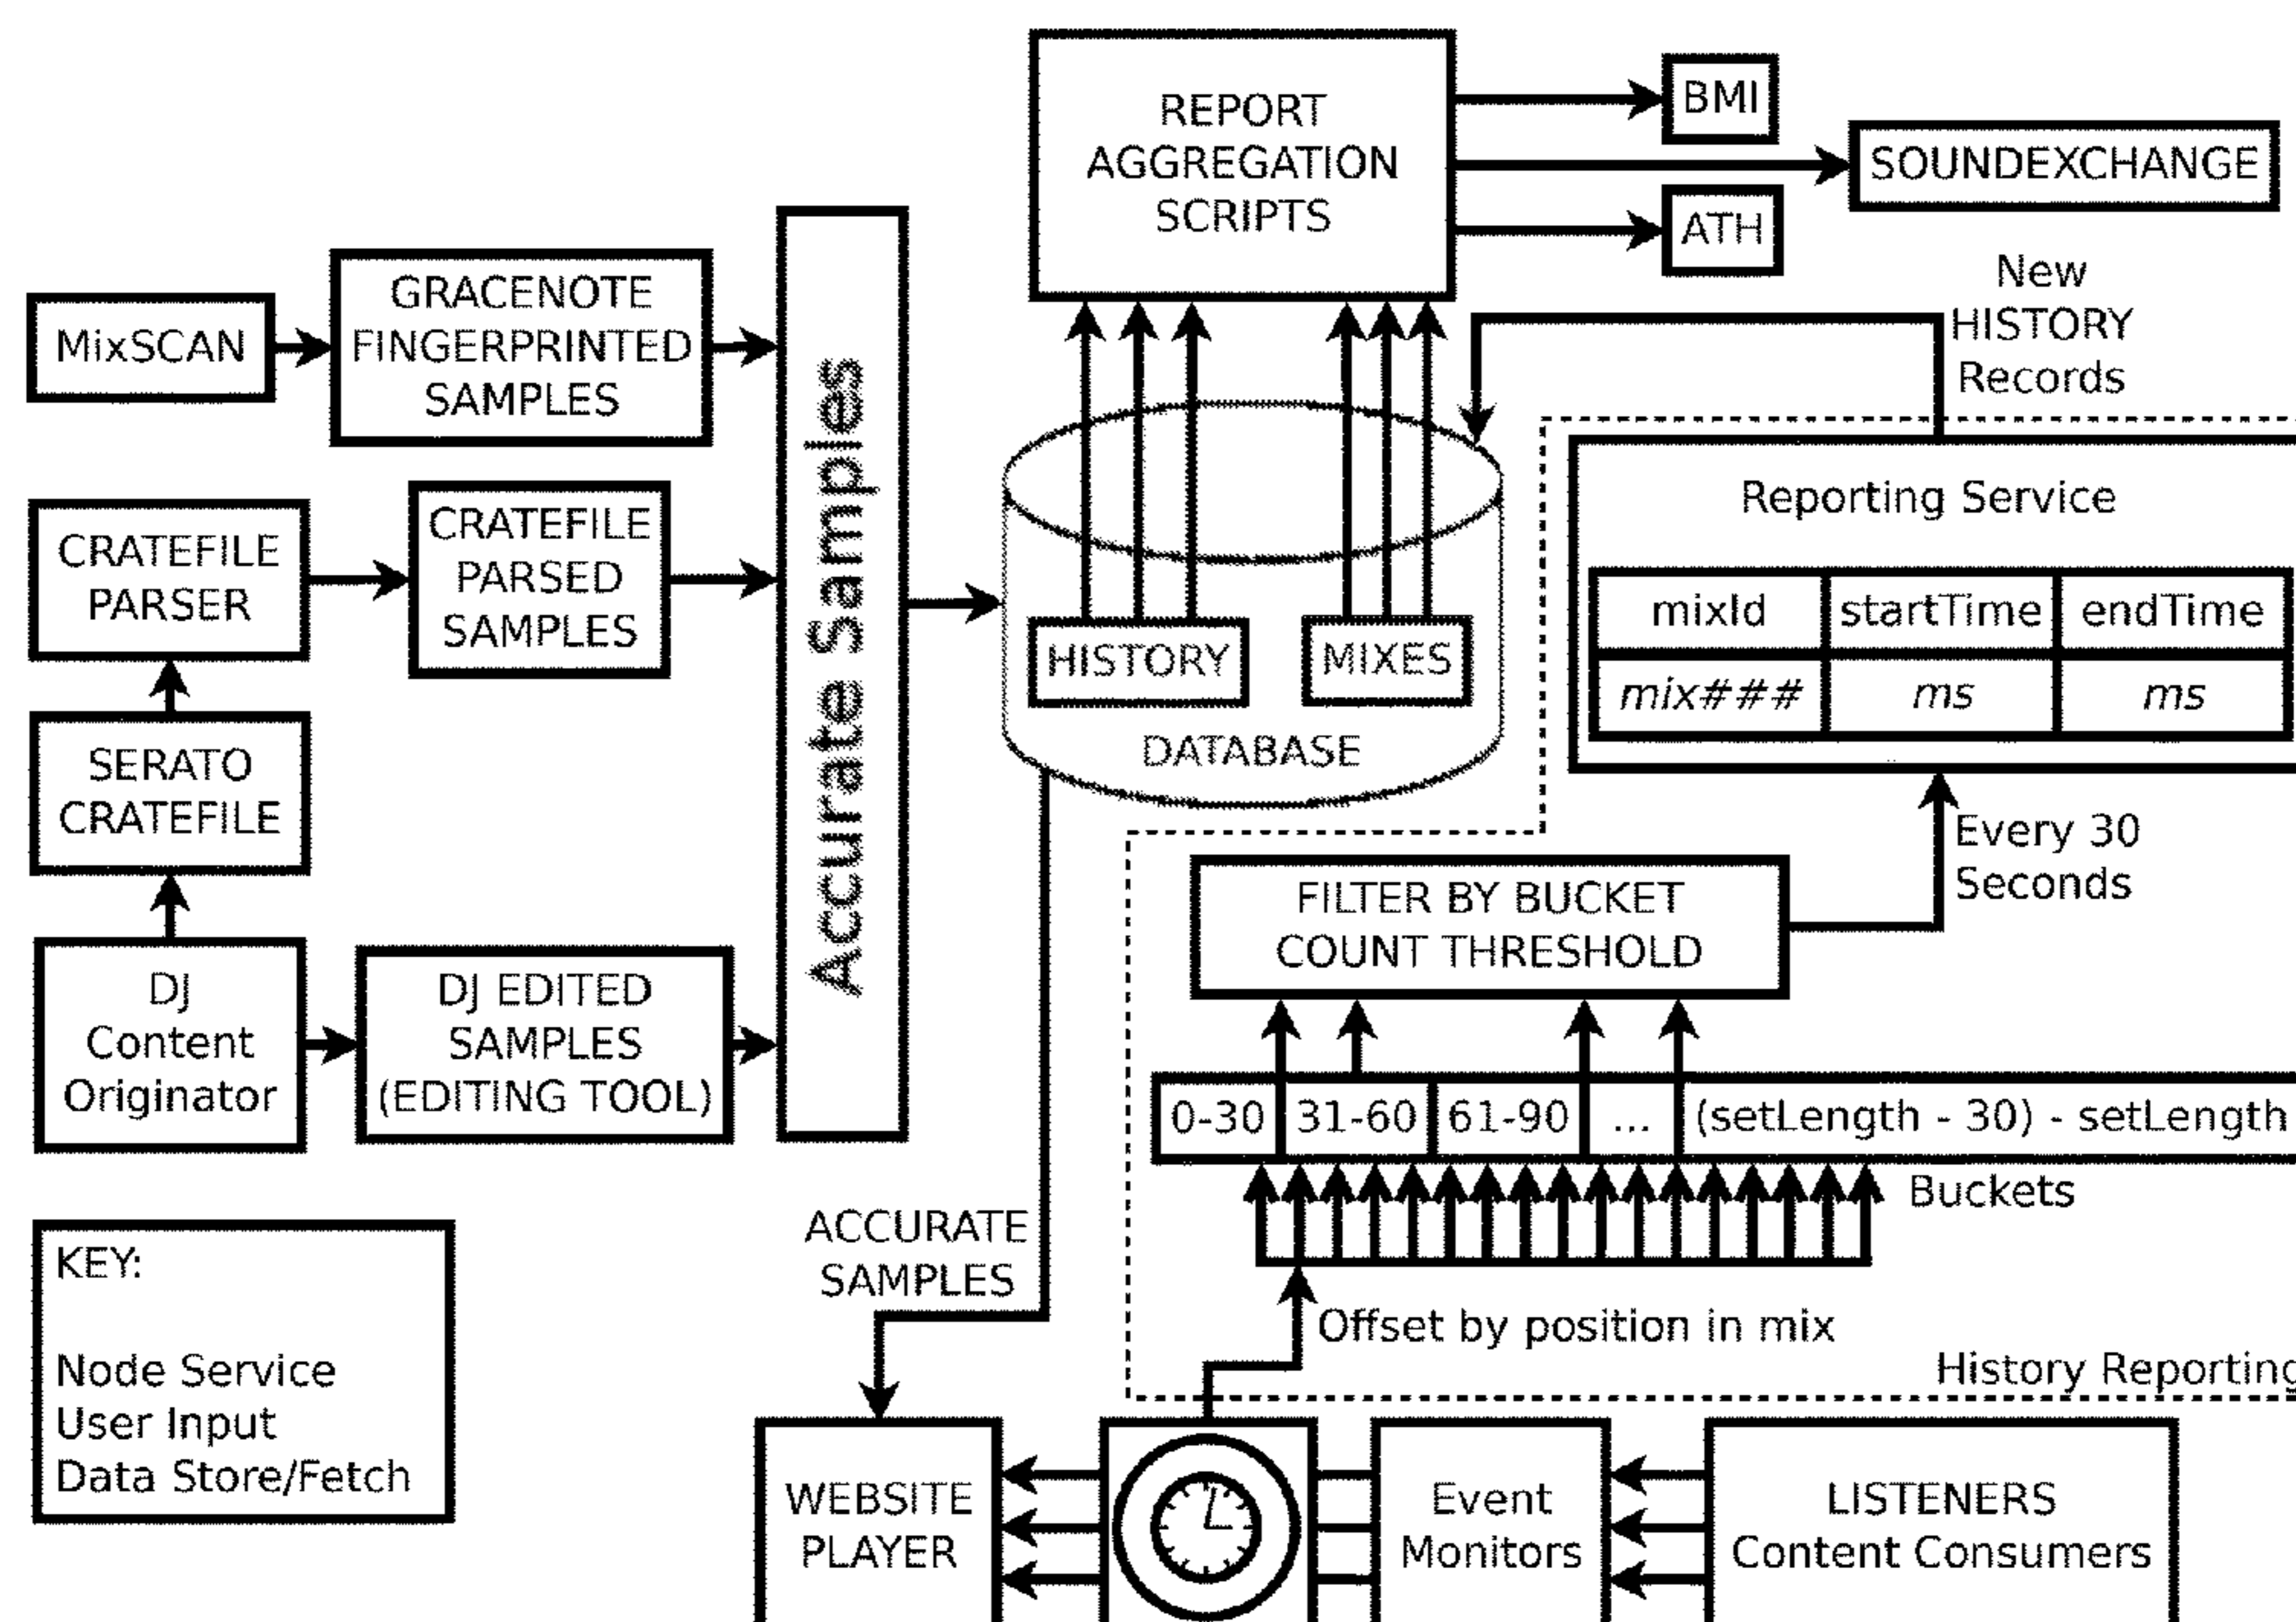 REPORT
AGGREGATION
SCRIPTS
BMI
SOUNDEXCHANGE
ATH
New
HISTORY
Records
MixSCAN
GRACENOTE
FINGERPRINTED
SAMPLES
Accurate Samples
CRATEFILE
PARSER
CRATEFILE
PARSED
SAMPLES
SERATO
CRATEFILE
DJ
Content
Originator
DJ EDITED
SAMPLES
(EDITING TOOL)
HISTORY
MIXES
DATABASE
Reporting Service
mixId startTime endTime
mix### ms ms
Every 30
Seconds
FILTER BY BUCKET
COUNT THRESHOLD
0-30 31-60 61-90 ... (setLength - 30) - setLength
Buckets
Offset by position in mix
History Reporting
ACCURATE
SAMPLES
KEY:
Node Service
User Input
Data Store/Fetch
WEBSITE
PLAYER
Event
Monitors
LISTENERS
Content Consumers